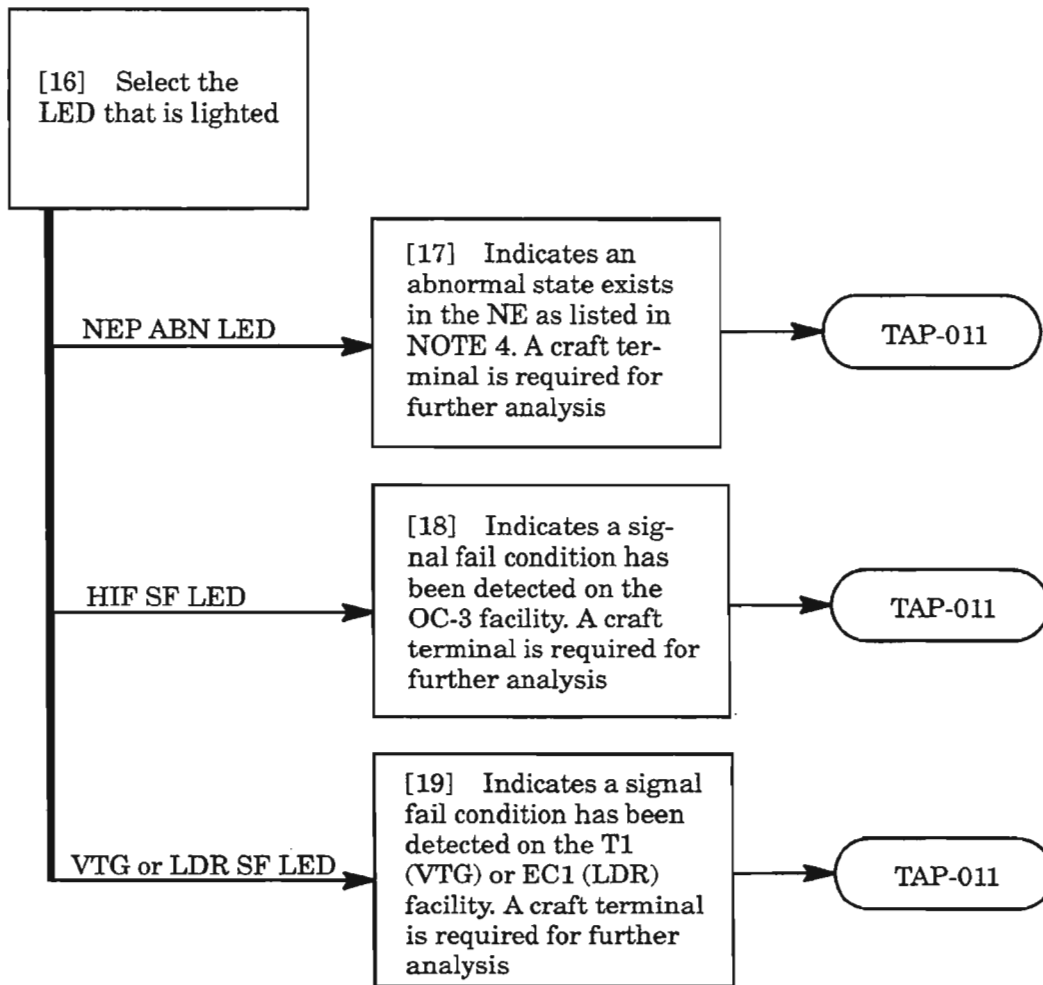 [16] Select the
LED that is lighted
NEP ABN LED
[17] Indicates an
abnormal state exists
in the NE as listed in
NOTE 4. A craft ter-
minal is required for
further analysis
TAP-011
HIF SF LED
[18] Indicates a sig-
nal fail condition has
been detected on the
OC-3 facility. A craft
terminal is required for
further analysis
TAP-011
VTG or LDR SF LED
[19] Indicates a signal
fail condition has been
detected on the T1
(VTG) or EC1 (LDR)
facility. A craft terminal
is required for further
analysis
TAP-011